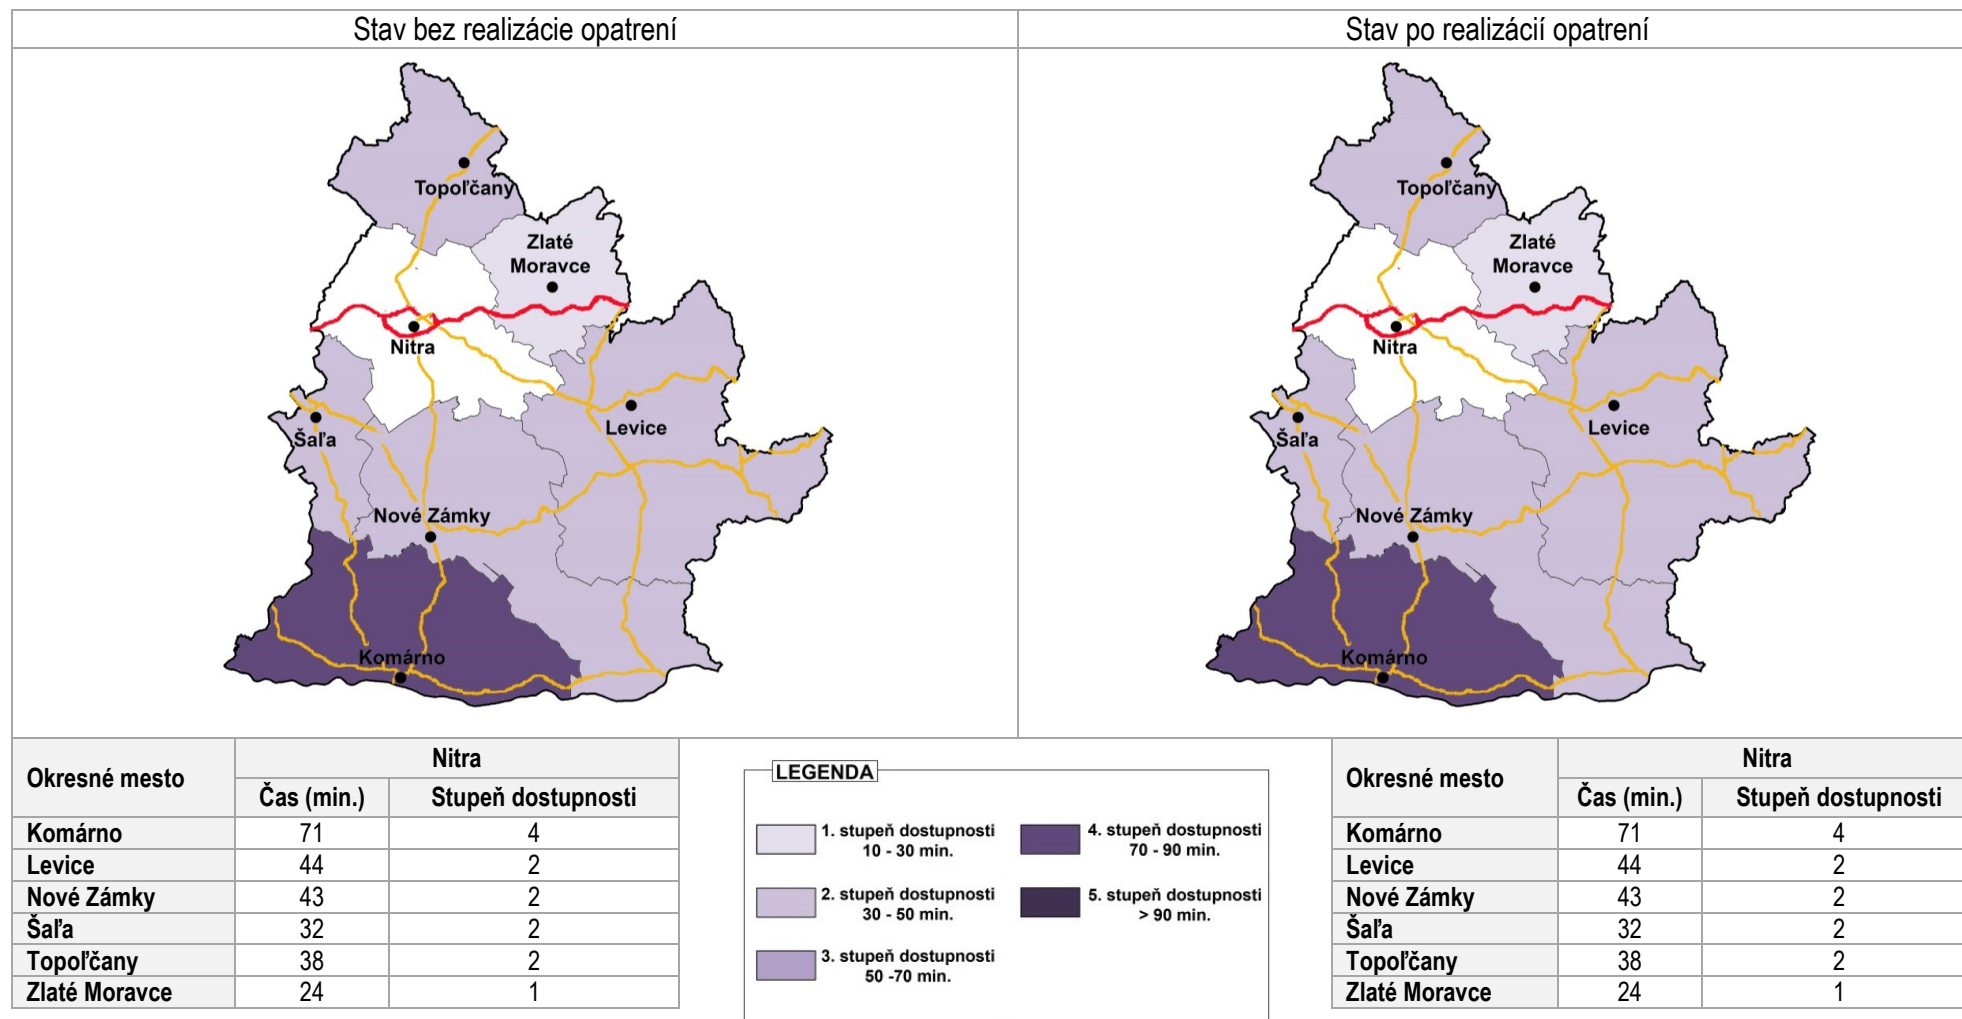 Stav bez realizácie opatrení
Stav po realizácií opatrení
Topoľčany
Zlaté
Moravce
Nitra
Levice
Šaľa
Nové Zámky
Komárno
Topoľčany
Zlaté
Moravce
Nitra
Levice
Šaľa
Nové Zámky
Komárno
Okresné mesto Nitra
Čas (min.) Stupeň dostupnosti
Komárno 71 4
Levice 44 2
Nové Zámky 43 2
Šaľa 32 2
Topoľčany 38 2
Zlaté Moravce 24 1
LEGENDA
1. stupeň dostupnosti
10 - 30 min.
2. stupeň dostupnosti
30 - 50 min.
3. stupeň dostupnosti
50 -70 min.
4. stupeň dostupnosti
70 - 90 min.
5. stupeň dostupnosti
> 90 min.
Okresné mesto Nitra
Čas (min.) Stupeň dostupnosti
Komárno 71 4
Levice 44 2
Nové Zámky 43 2
Šaľa 32 2
Topoľčany 38 2
Zlaté Moravce 24 1